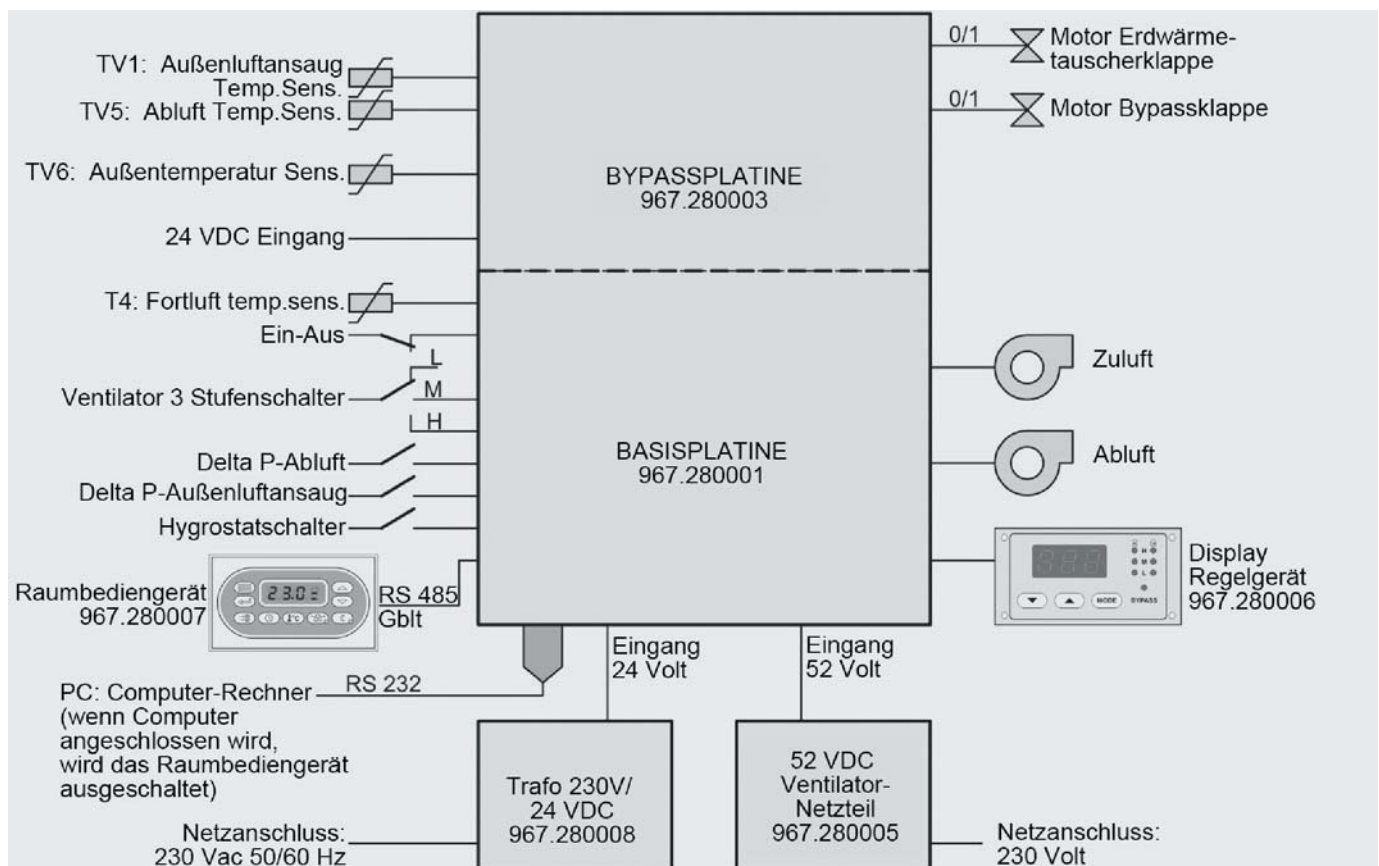 TV1: Außenluftansaug
Temp.Sens.
TV5: Abluft Temp.Sens.
TV6: Außentemperatur Sens.
24 VDC Eingang
T4: Fortluft temp.sens.
Ein-Aus
L
Ventilator 3 Stufenschalter
M
H
Delta P-Abluft
Delta P-Außenluftansaug
Hygrostatschalter
Raumbediengerät
967.280007
23.0
RS 485
Gblt
PC: Computer-Rechner
(wenn Computer
angeschlossen wird,
wird das Raumbediengerät
ausgeschaltet)
RS 232
BYPASSPLATINE
967.280003
BASISPLATINE
967.280001
0/1
Motor Erdwärme-
tauscherklappe
0/1
Motor Bypassklappe
Zuluft
Abluft
H
M
L
MODE
BYPASS
Display
Regelgerät
967.280006
Eingang
24 Volt
Eingang
52 Volt
Trafo 230V/
24 VDC
967.280008
52 VDC
Ventilator-
Netzteil
967.280005
Netzanschluss:
230 Vac 50/60 Hz
Netzanschluss:
230 Volt